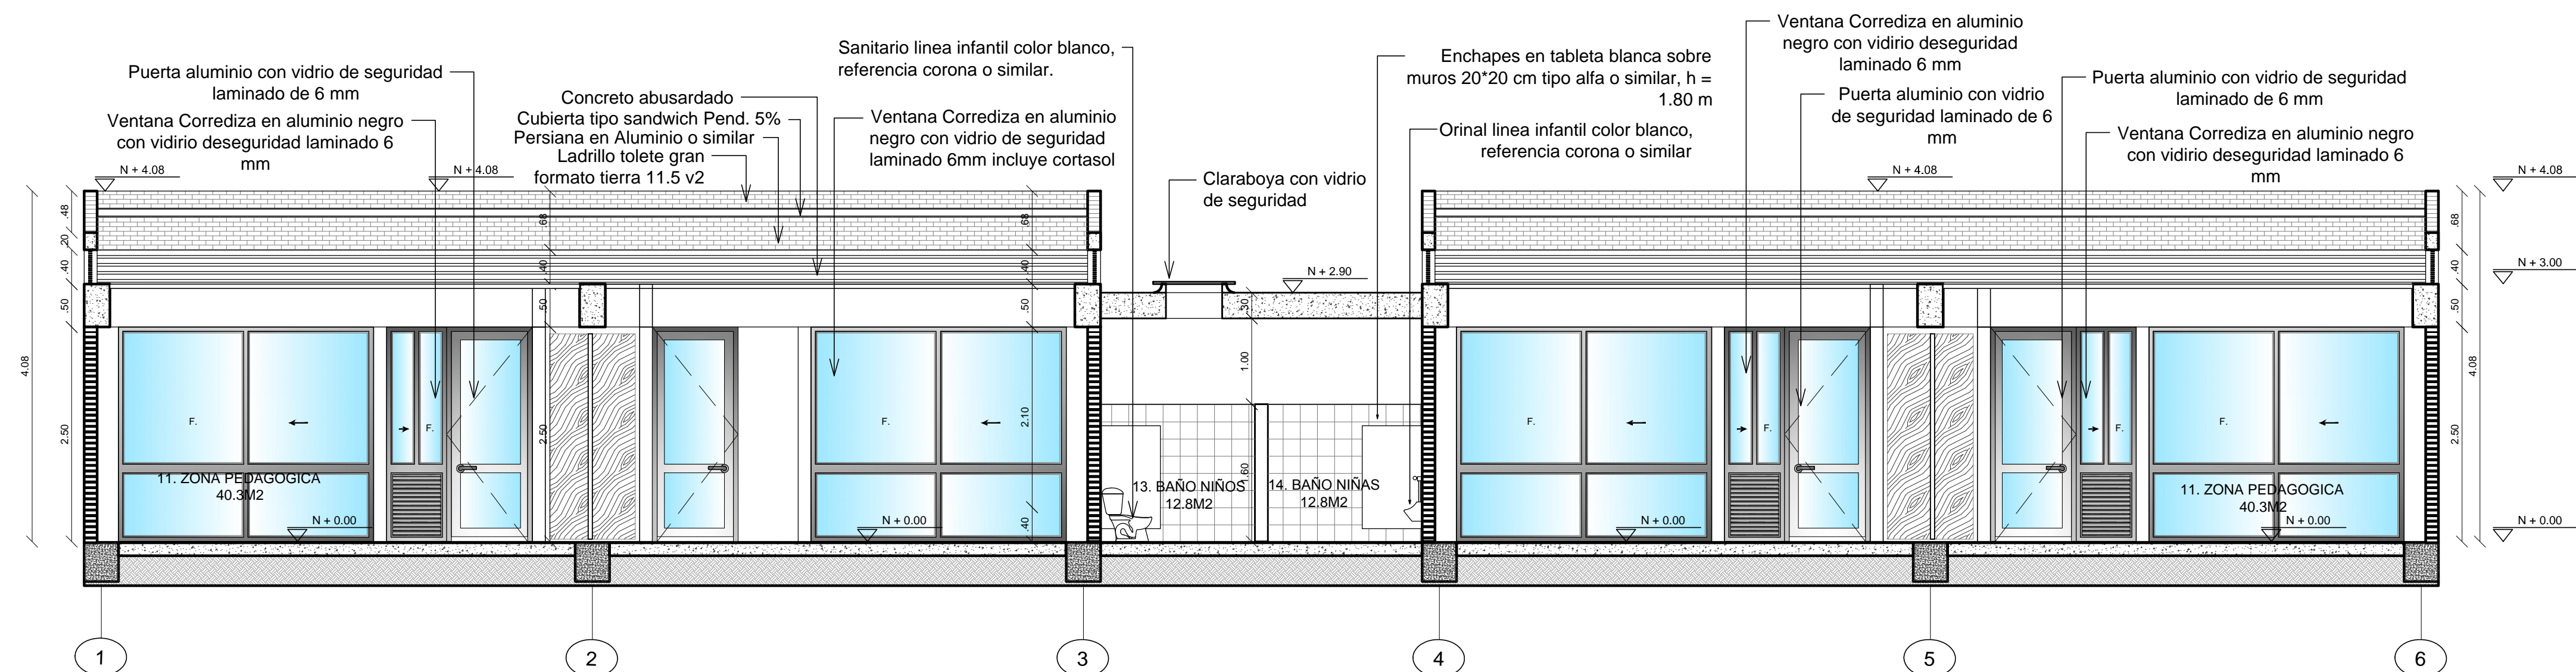 Puerta aluminio con vidrio de seguridad
laminado de 6 mm
Ventana Corrediza en aluminio negro
con vidirio deseguridad laminado 6
mm
Concreto abusardado
Cubierta tipo sandwich Pend. 5%
Persiana en Aluminio o similar
Ladrillo tolete gran
formato tierra 11.5 v2
Sanitario linea infantil color blanco,
referencia corona o similar.
Ventana Corrediza en aluminio
negro con vidrio de seguridad
laminado 6mm incluye cortasol
Claraboya con vidrio
de seguridad
Enchapes en tableta blanca sobre
muros 20*20 cm tipo alfa o similar, h =
1.80 m
Orinal linea infantil color blanco,
referencia corona o similar
Ventana Corrediza en aluminio
negro con vidirio deseguridad
laminado 6 mm
Puerta aluminio con vidrio
de seguridad laminado de 6
mm
Puerta aluminio con vidrio de seguridad
laminado de 6 mm
Ventana Corrediza en aluminio negro
con vidirio deseguridad laminado 6
mm
N + 4.08
N + 4.08
N + 4.08
N + 4.08
N + 2.90
N + 3.00
4.08
.48
.20
.40
.50
2.50
.68
.40
.50
2.50
.68
.40
.50
2.10
.40
.30
1.00
1.60
.68
.40
.50
2.50
4.08
F.
F.
F.
F.
F.
F.
F.
11. ZONA PEDAGOGICA
40.3M2
13. BAÑO NIÑOS
12.8M2
14. BAÑO NIÑAS
12.8M2
11. ZONA PEDAGOGICA
40.3M2
N + 0.00
N + 0.00
N + 0.00
N + 0.00
N + 0.00
1
2
3
4
5
6